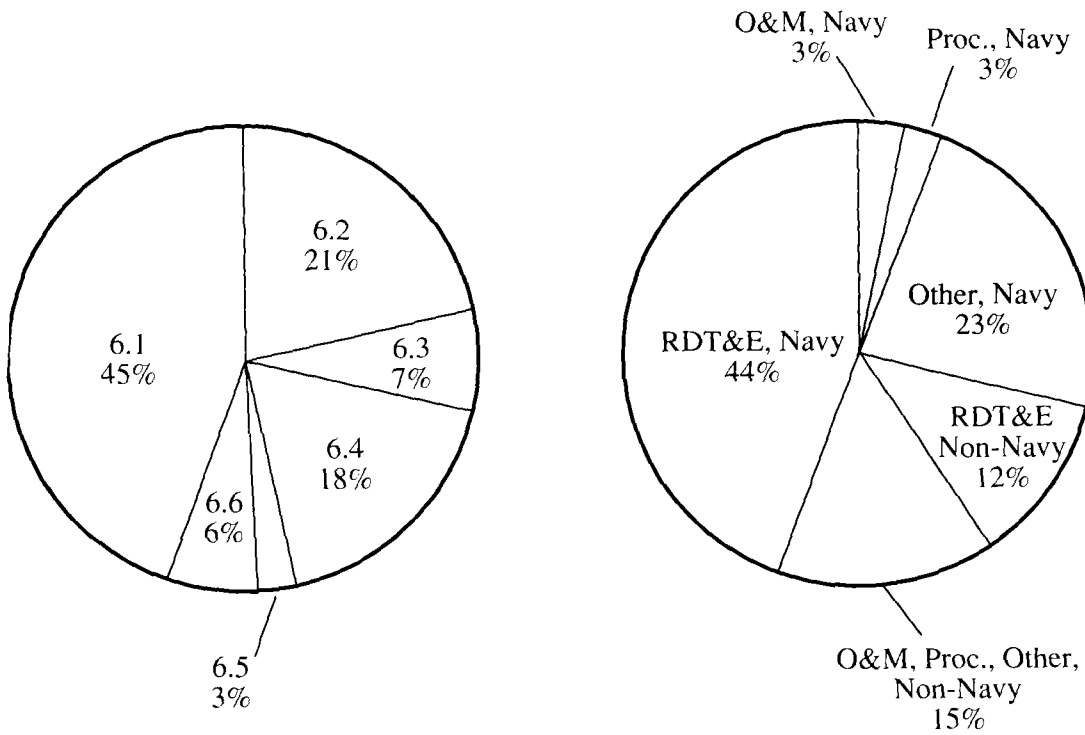 6.2
21%
6.3
7%
6.1
45%
6.4
18%
6.6
6%
6.5
3%
O&M, Navy
3%
Proc., Navy
3%
Other, Navy
23%
RDT&E, Navy
44%
RDT&E
Non-Navy
12%
O&M, Proc., Other,
Non-Navy
15%